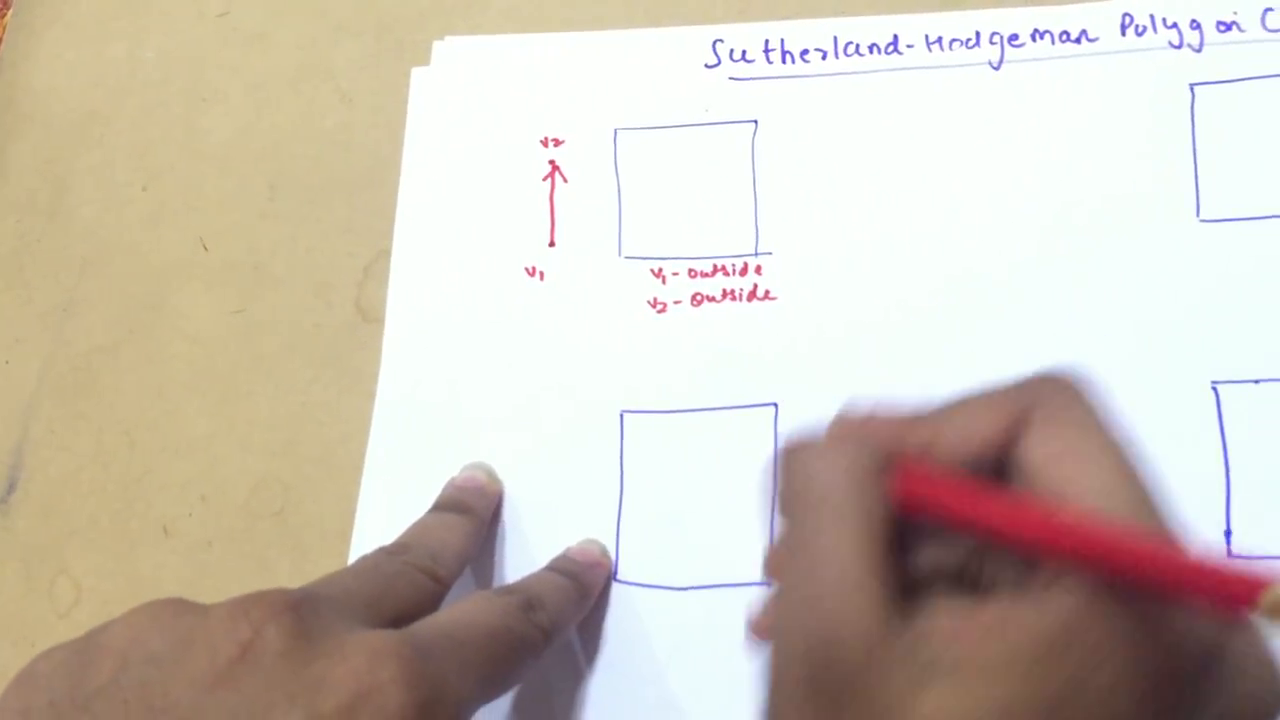 Sutherland-Hodgeman Polygon C
v2
v1
v1 - outside
v2 - outside